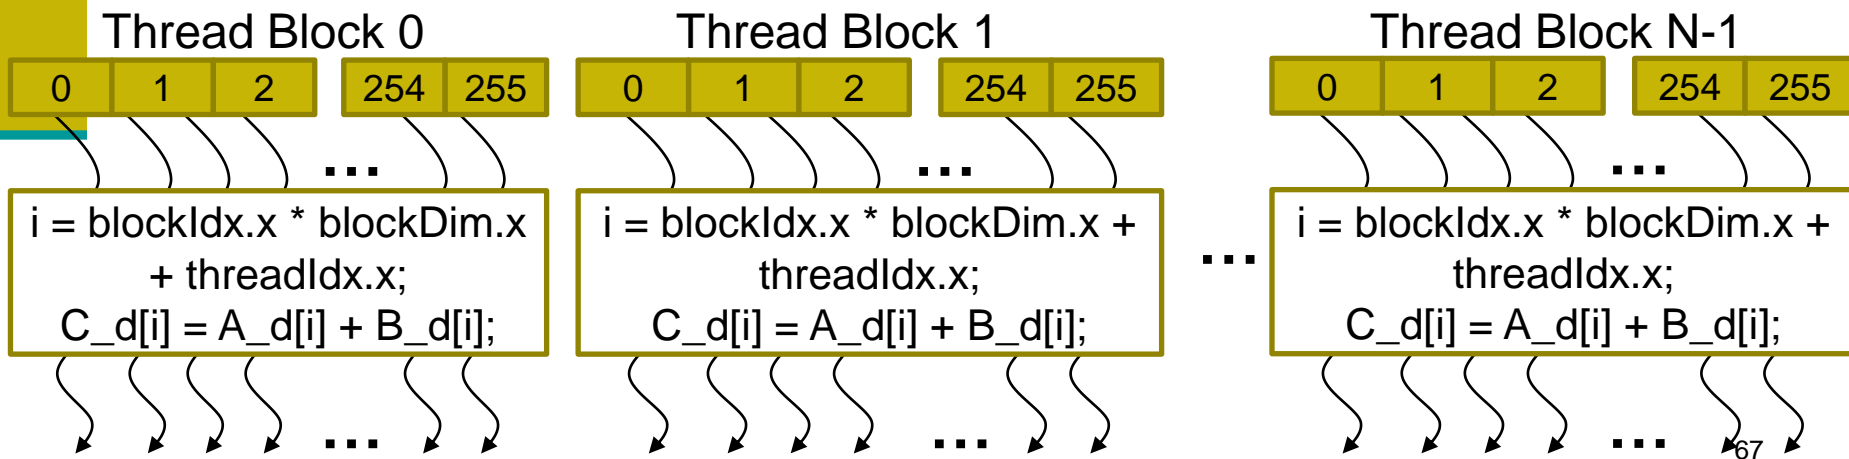 Thread Block 0
0 1 2 254 255
...
i = blockIdx.x * blockDim.x
+ threadIdx.x;
C_d[i] = A_d[i] + B_d[i];
...
Thread Block 1
0 1 2 254 255
...
i = blockIdx.x * blockDim.x +
threadIdx.x;
C_d[i] = A_d[i] + B_d[i];
...
...
Thread Block N-1
0 1 2 254 255
...
i = blockIdx.x * blockDim.x +
threadIdx.x;
C_d[i] = A_d[i] + B_d[i];
...
67